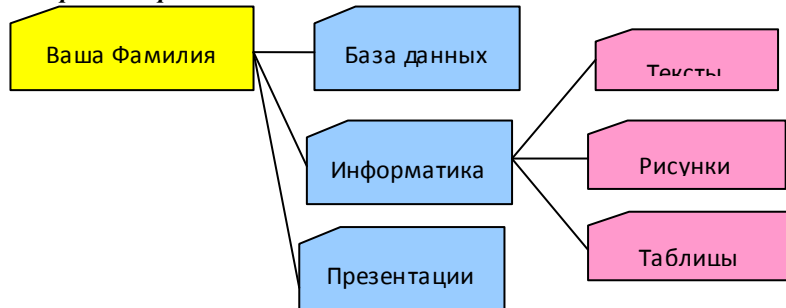 Ваша Фамилия
База данных
Тексты
Информатика
Рисунки
Презентации
Таблицы